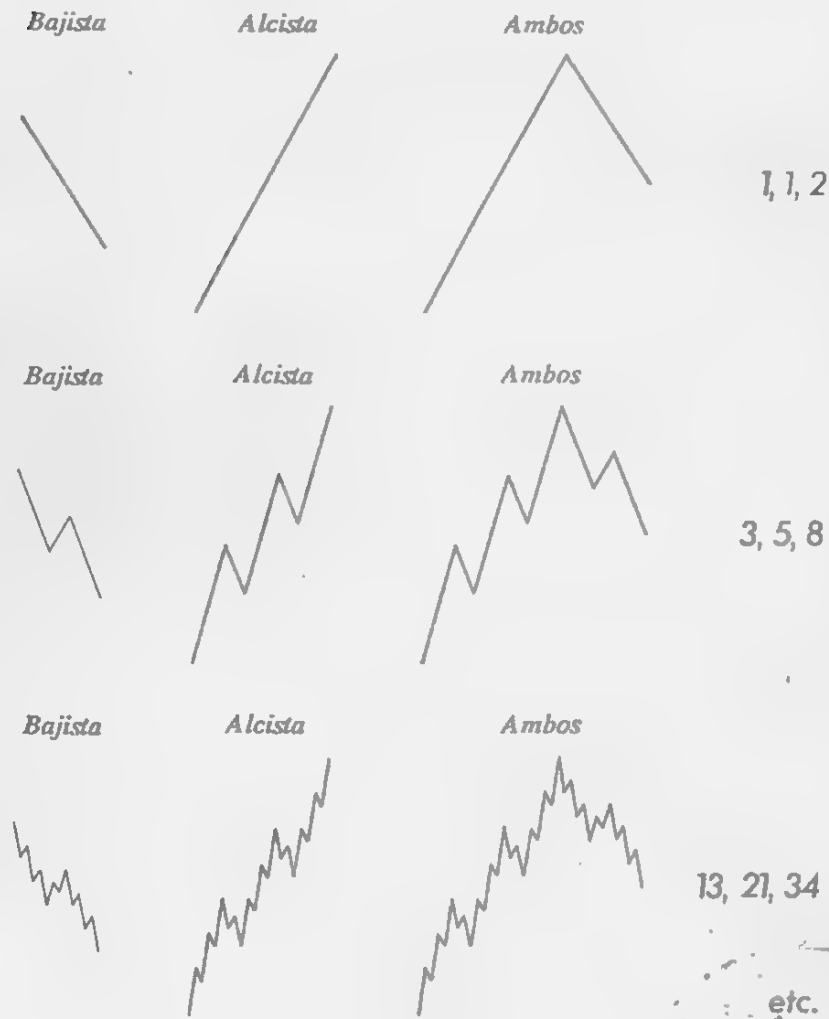 Bajista Alcista Ambos
1, 1, 2
Bajista Alcista Ambos
3, 5, 8
Bajista Alcista Ambos
13, 21, 34
etc.